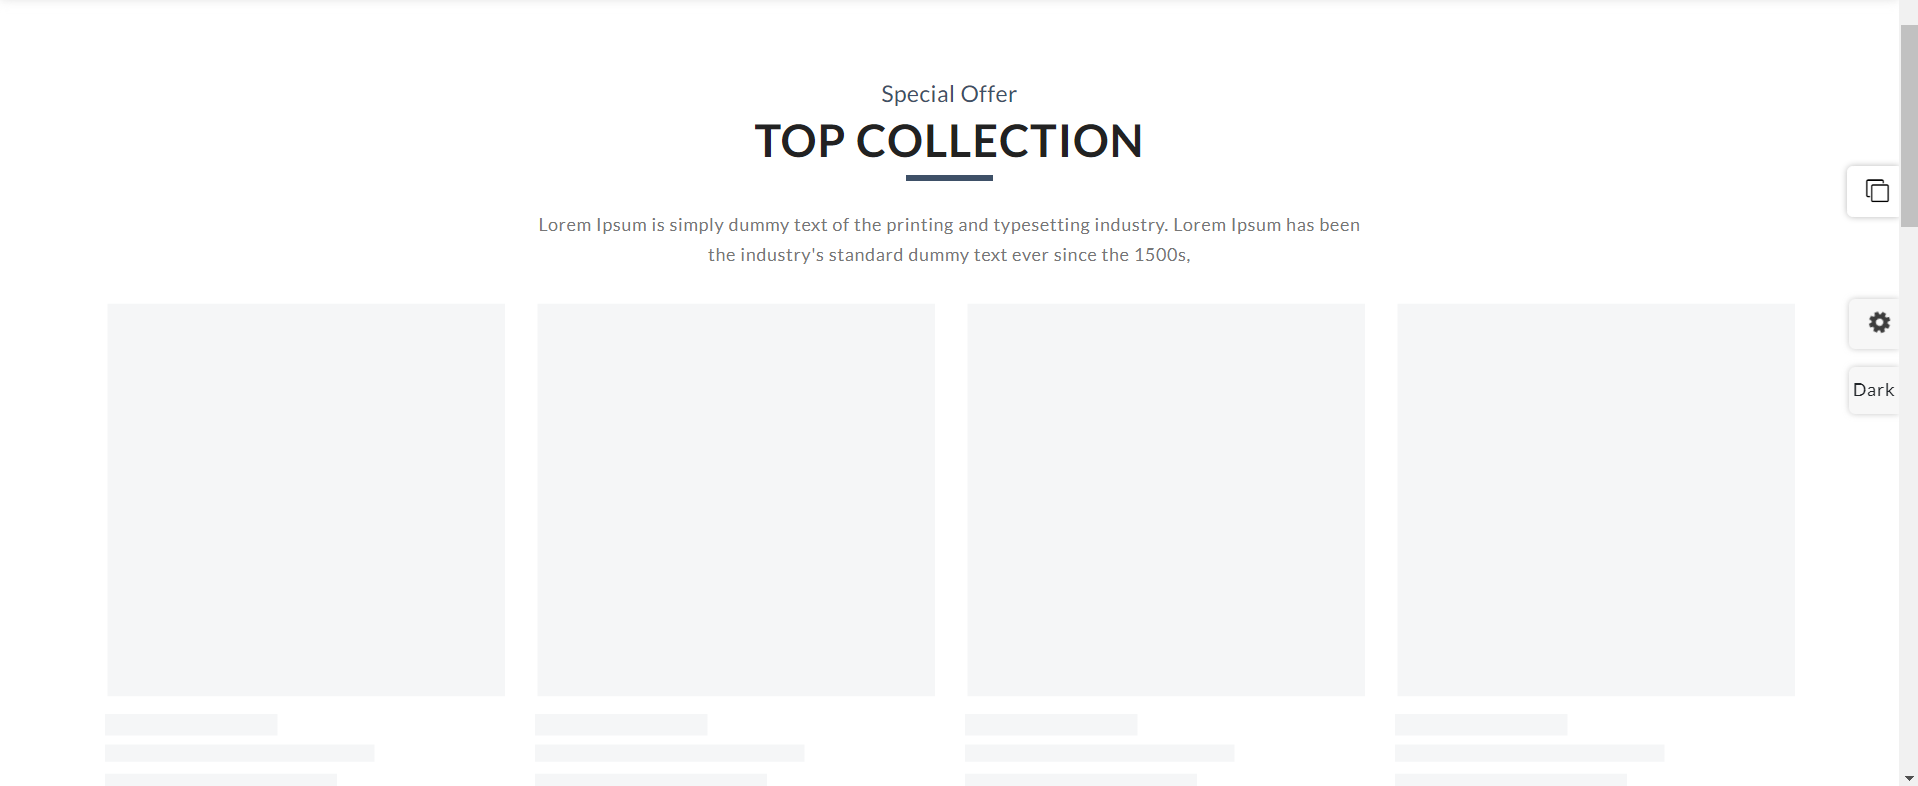 Special Offer
TOP COLLECTION
Lorem Ipsum is simply dummy text of the printing and typesetting industry. Lorem Ipsum has been
the industry's standard dummy text ever since the 1500s,
Dark